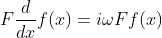 F\frac{d}{dx}f(x) = i\omega F f(x)